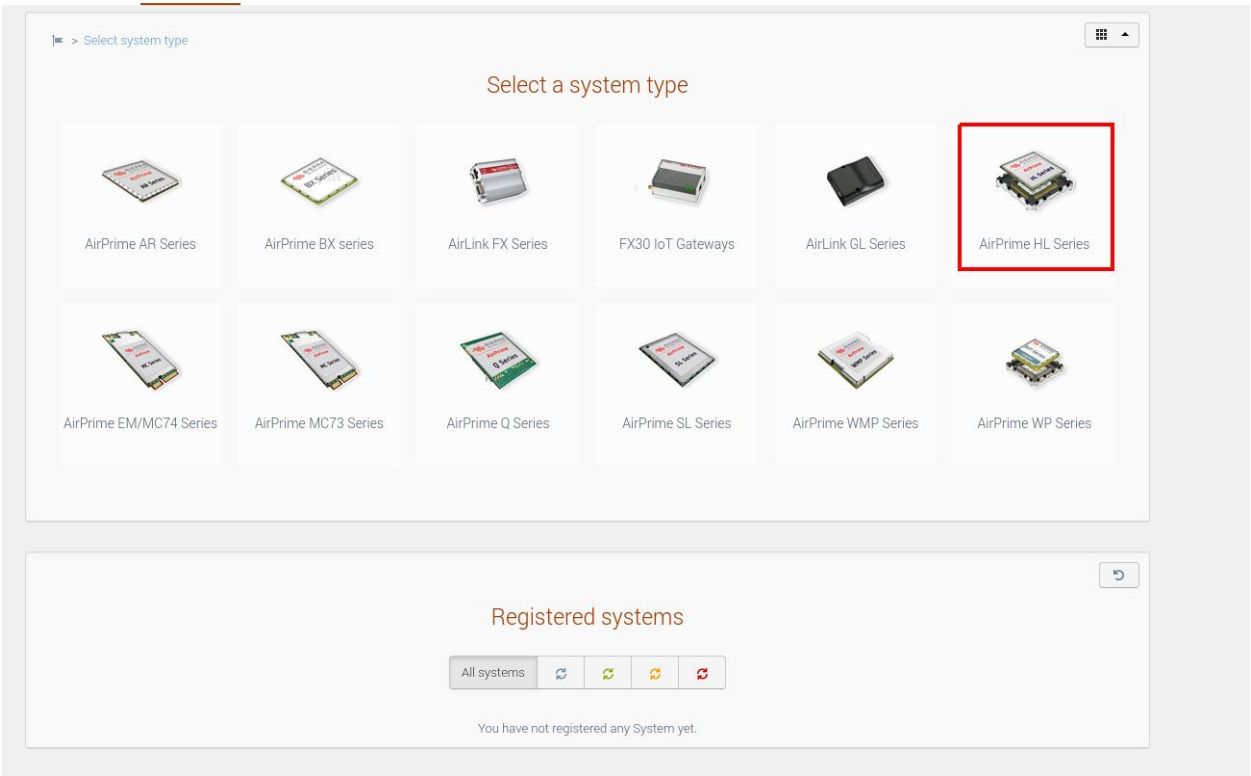 > Select system type
Select a system type
AirPrime AR Series
AirPrime BX series
AirLink FX Series
FX30 IoT Gateways
AirLink GL Series
AirPrime HL Series
AirPrime EM/MC74 Series
AirPrime MC73 Series
AirPrime Q Series
AirPrime SL Series
AirPrime WMP Series
AirPrime WP Series
Registered systems
All systems
You have not registered any System yet.